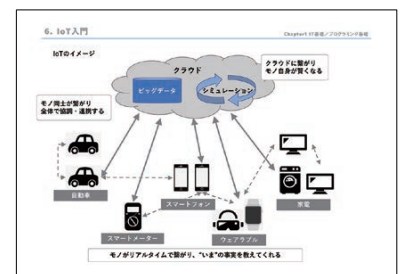 6. IoT入門
Chapter1 IT基礎/プログラミング基礎
IoTのイメージ
クラウド
クラウドに繋がり
モノ自身が賢くなる
ビッグデータ
シミュレーション
モノ同士が繋がり
全体で協調・連携する
自動車
スマートフォン
家電
スマートメーター
ウェアラブル
モノがリアルタイムで繋がり、"いま"の事実を教えてくれる